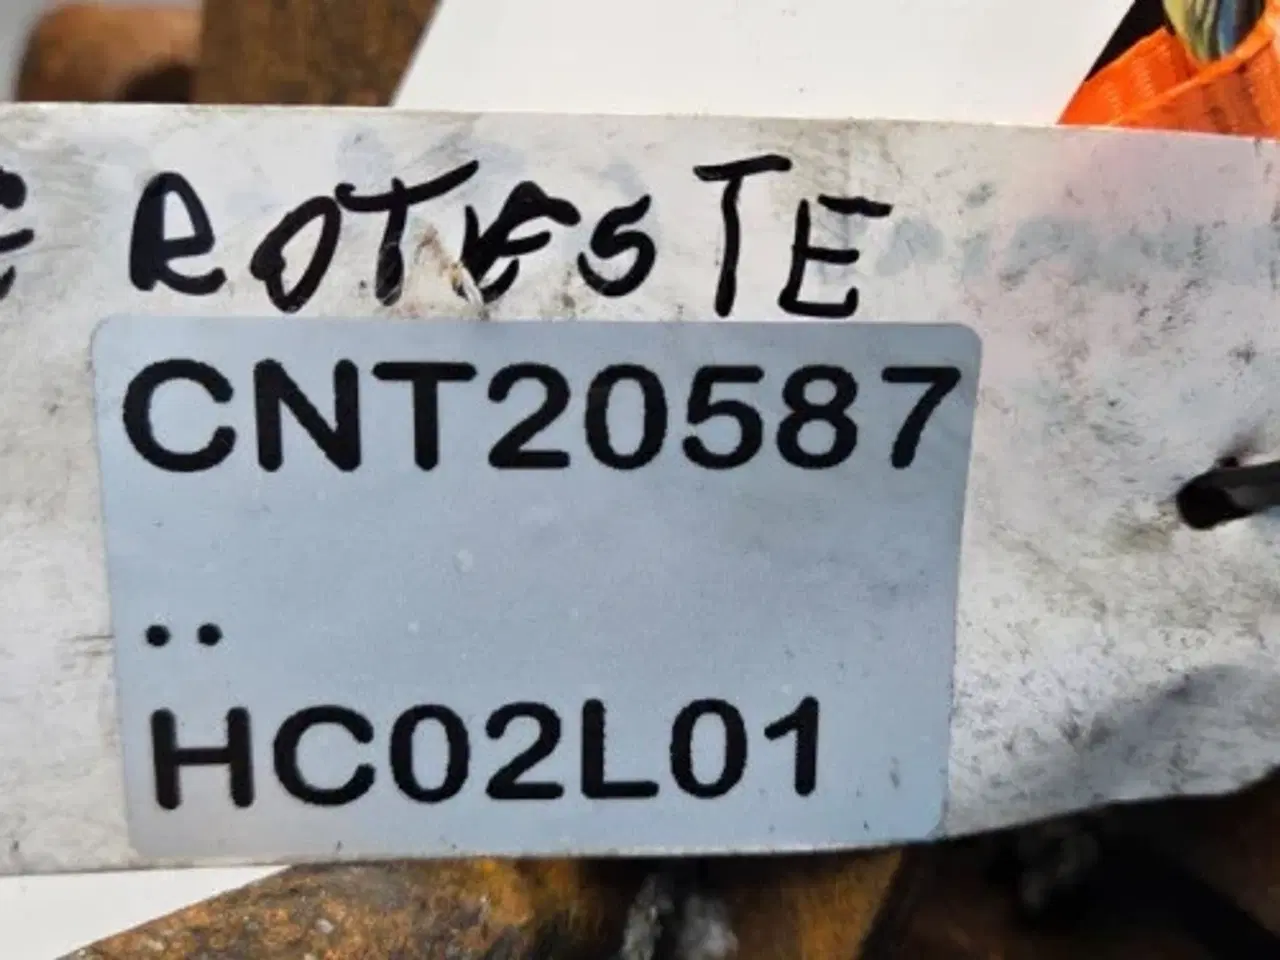 E ROTESTE
CNT20587
..
HC02L01